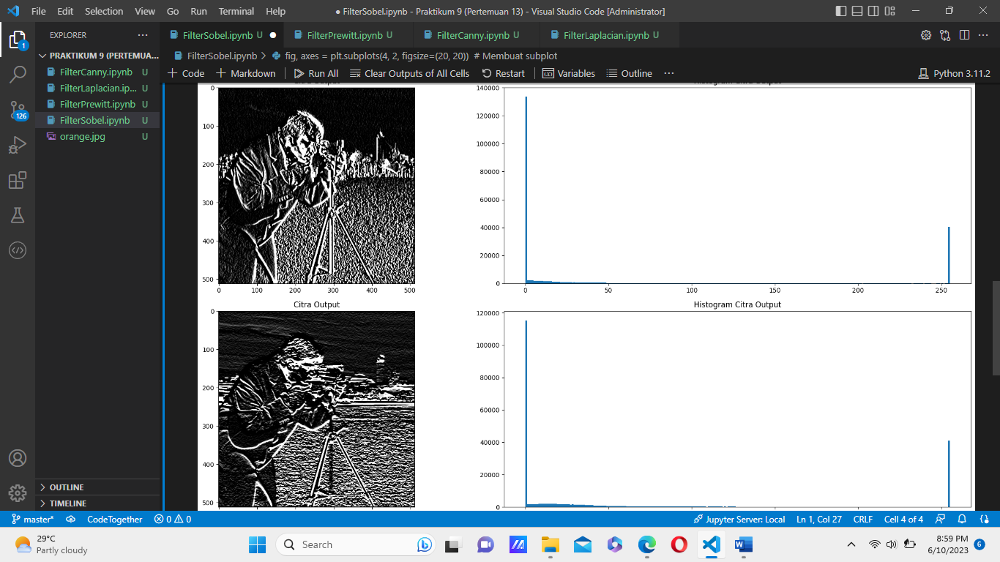 File Edit Selection View Go Run Terminal Help
● FilterSobel.ipynb - Praktikum 9 (Pertemuan 13) - Visual Studio Code [Administrator]
EXPLORER ···
PRAKTIKUM 9 (PERTEMUA...
FilterCanny.ipynb U
FilterLaplacian.ip... U
FilterPrewitt.ipynb U
FilterSobel.ipynb U
orange.jpg U
1
126
OUTLINE
TIMELINE
FilterSobel.ipynb U ● FilterPrewitt.ipynb U FilterCanny.ipynb U FilterLaplacian.ipynb U
FilterSobel.ipynb > fig, axes = plt.subplots(4, 2, figsize=(20, 20)) # Membuat subplot
+ Code + Markdown Run All Clear Outputs of All Cells Restart Variables Outline ··· Python 3.11.2
Citra Output
0
100
200
300
400
500
0 100 200 300 400 500
Histogram Citra Output
140000
120000
100000
80000
60000
40000
20000
0
0 50 100 150 200 250
Citra Output
0
100
200
300
400
500
Histogram Citra Output
120000
100000
80000
60000
40000
20000
0
master* CodeTogether 0 0 Jupyter Server: Local Ln 1, Col 27 CRLF Cell 4 of 4
29°C
Partly cloudy
Search
8:59 PM
6/10/2023
6